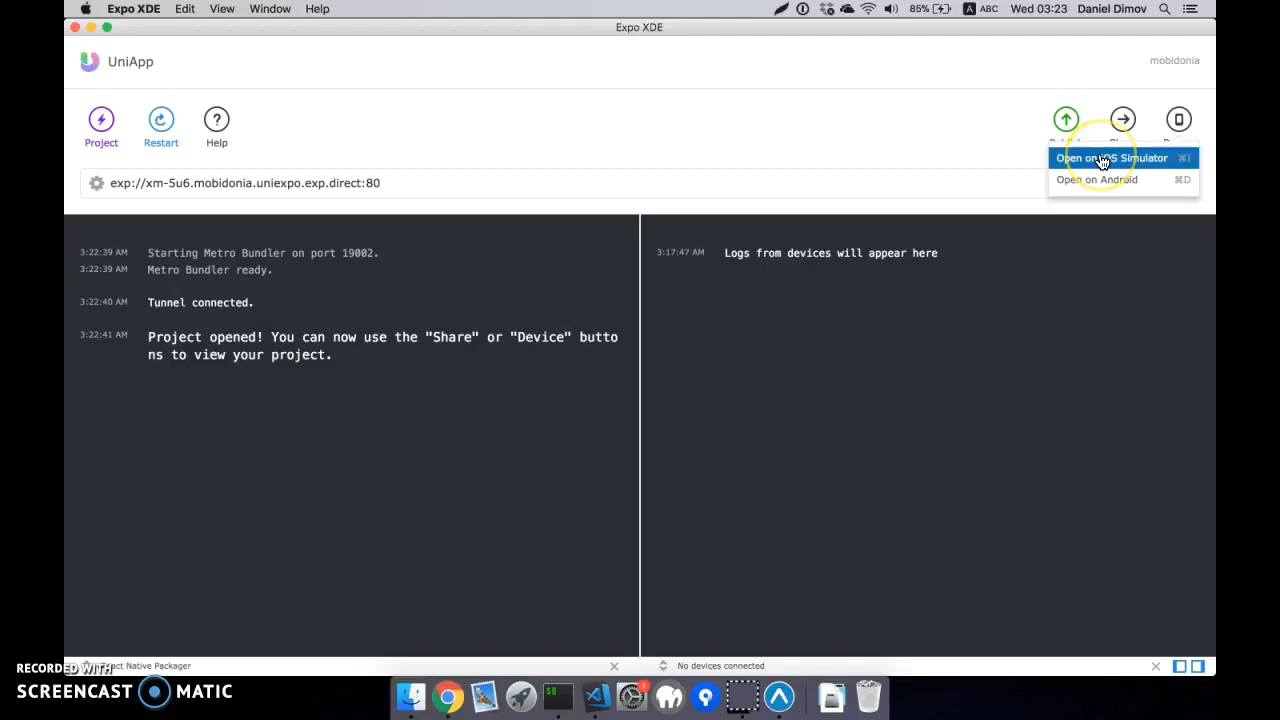 Expo XDE Edit View Window Help 85% A ABC Wed 03:23 Daniel Dimov
Expo XDE
UniApp
mobidonia
Project Restart Help
Open on iOS Simulator ⌘I
exp://xm-5u6.mobidonia.uniexpo.exp.direct:80
Open on Android ⌘D
3:22:39 AM Starting Metro Bundler on port 19002.
3:22:39 AM Metro Bundler ready.
3:22:40 AM Tunnel connected.
3:22:41 AM Project opened! You can now use the "Share" or "Device" butto
ns to view your project.
3:17:47 AM Logs from devices will appear here
Native Packager
No devices connected
RECORDED WITH
SCREENCAST MATIC